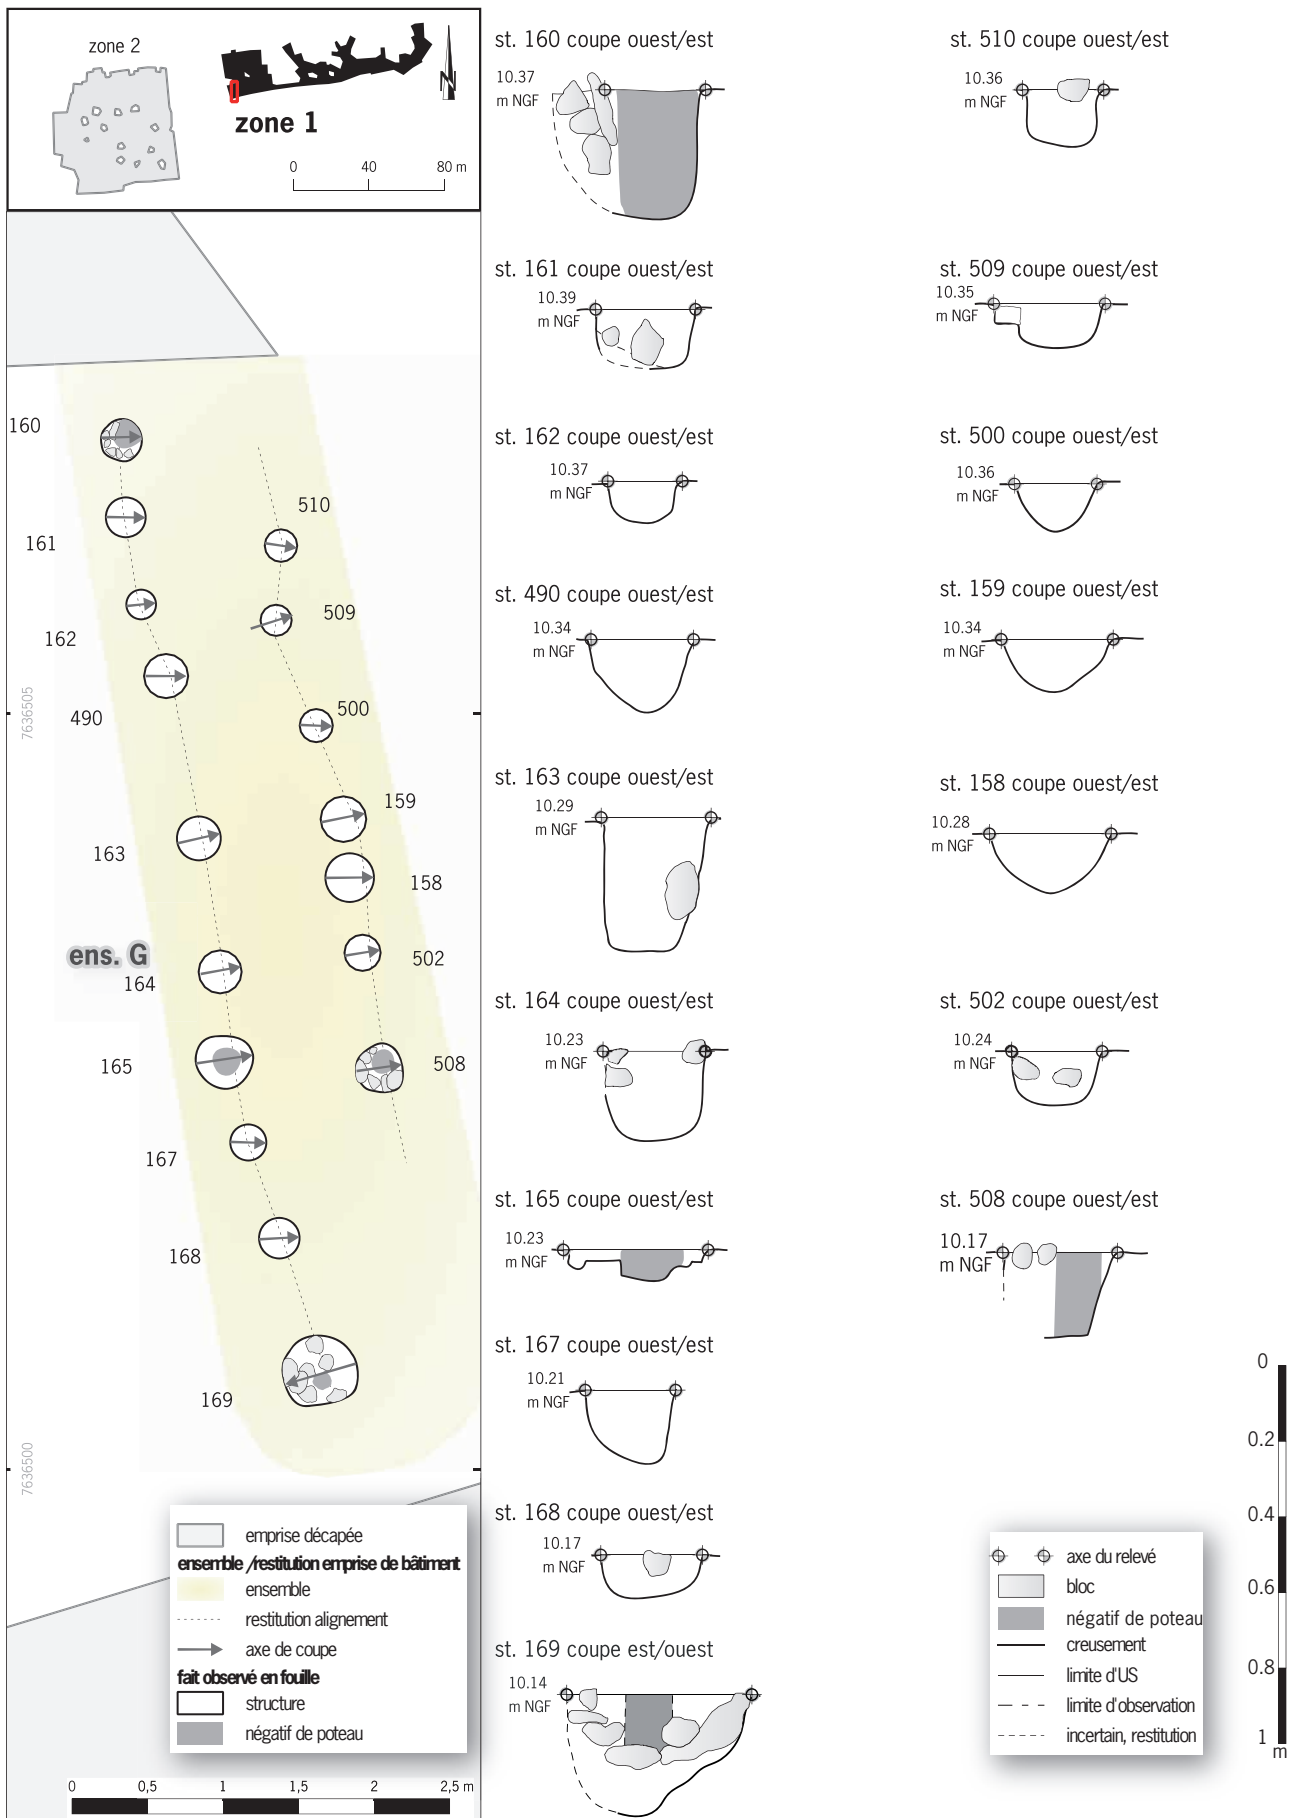 zone 2
zone 1
N
0 40 80 m
160
161
162
490
163
ens. G
164
165
167
168
169
510
509
500
159
158
502
508
7636505
7636500
emprise décapée
ensemble /restitution emprise de bâtiment
ensemble
restitution alignement
axe de coupe
fait observé en fouille
structure
négatif de poteau
0 0,5 1 1,5 2 2,5 m
st. 160 coupe ouest/est
10.37
m NGF
st. 161 coupe ouest/est
10.39
m NGF
st. 162 coupe ouest/est
10.37
m NGF
st. 490 coupe ouest/est
10.34
m NGF
st. 163 coupe ouest/est
10.29
m NGF
st. 164 coupe ouest/est
10.23
m NGF
st. 165 coupe ouest/est
10.23
m NGF
st. 167 coupe ouest/est
10.21
m NGF
st. 168 coupe ouest/est
10.17
m NGF
st. 169 coupe est/ouest
10.14
m NGF
st. 510 coupe ouest/est
10.36
m NGF
st. 509 coupe ouest/est
10.35
m NGF
st. 500 coupe ouest/est
10.36
m NGF
st. 159 coupe ouest/est
10.34
m NGF
st. 158 coupe ouest/est
10.28
m NGF
st. 502 coupe ouest/est
10.24
m NGF
st. 508 coupe ouest/est
10.17
m NGF
axe du relevé
bloc
négatif de poteau
creusement
limite d'US
limite d'observation
incertain, restitution
0
0.2
0.4
0.6
0.8
1
m